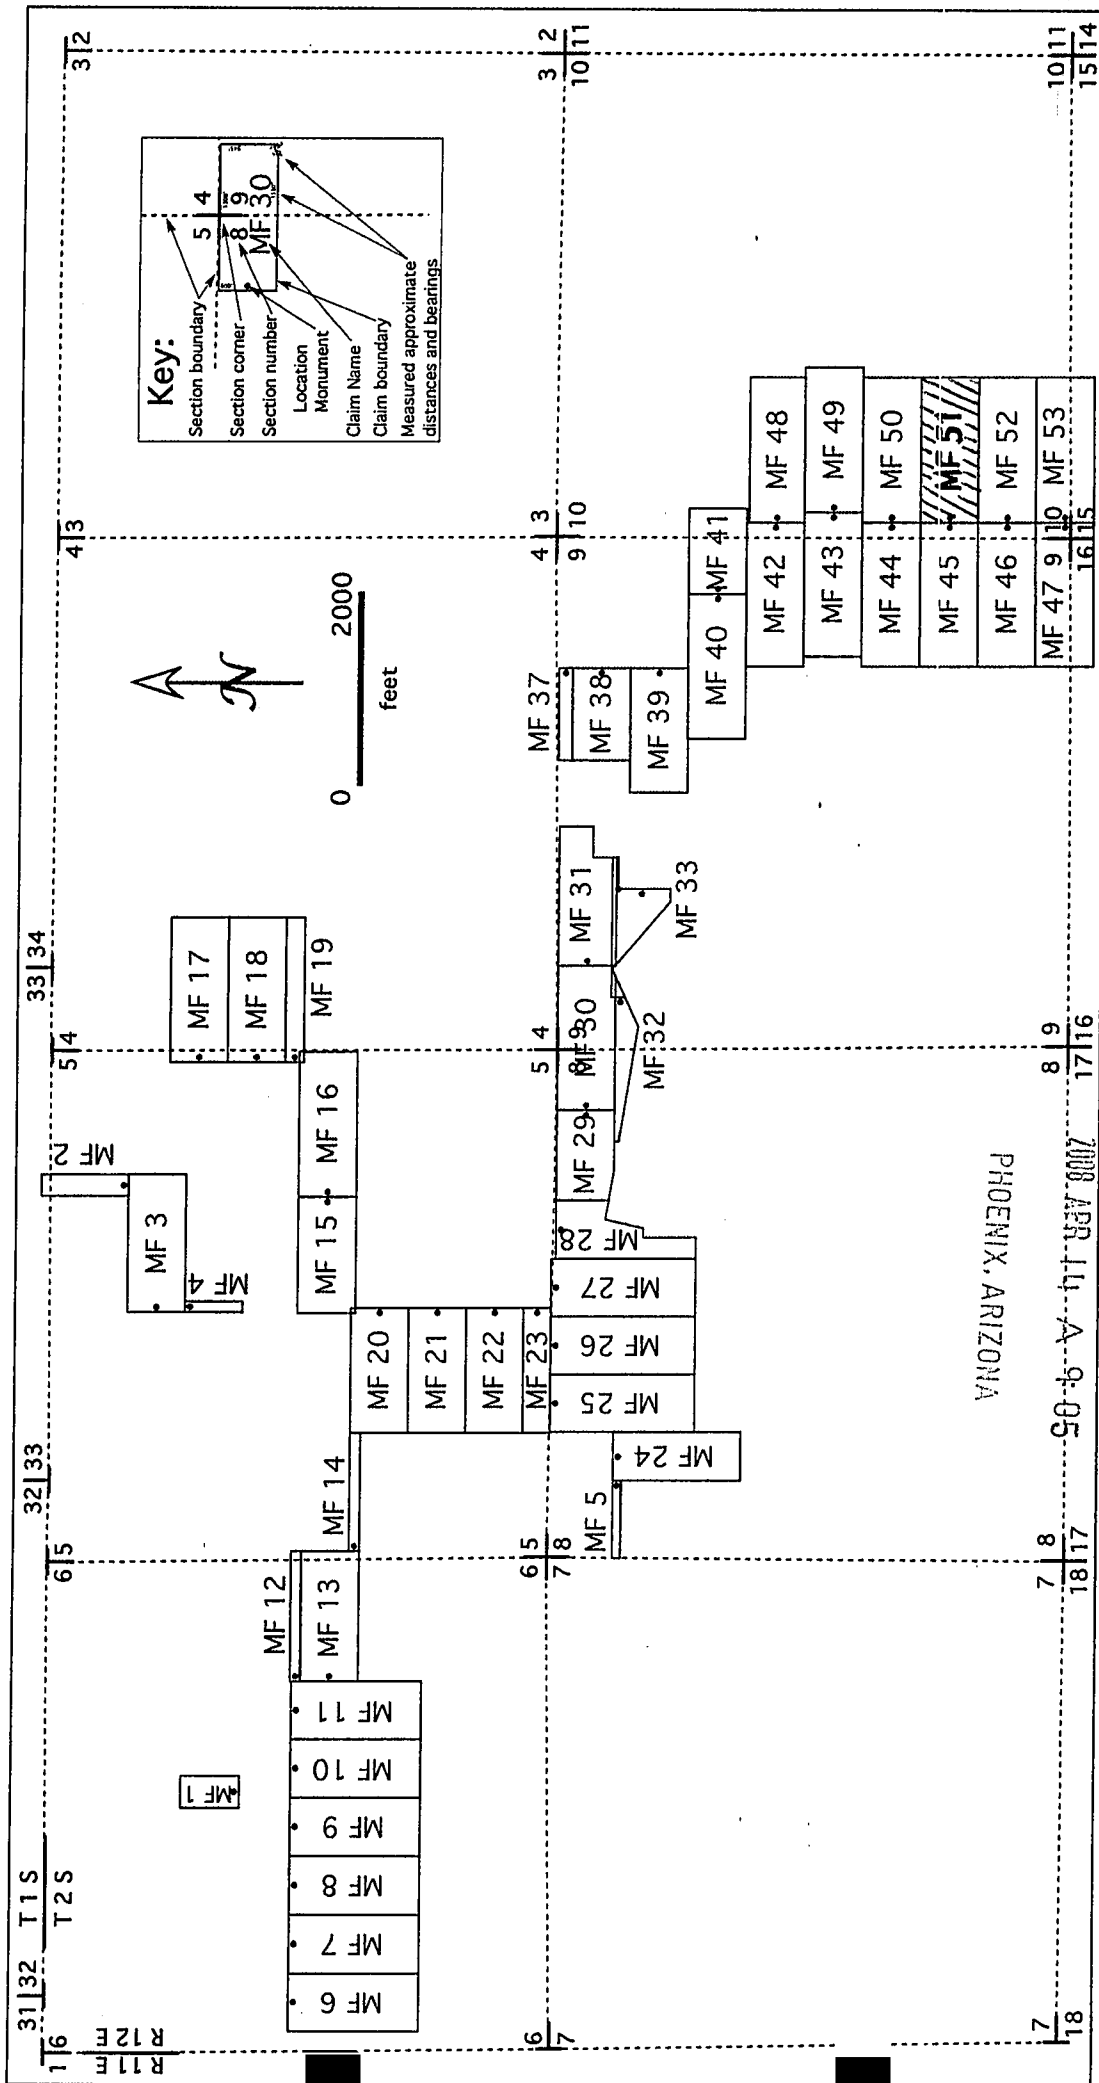 31 32
T 1 S
T 2 S
1 6
R 11 E
R 12 E
32 33
6 5
33 34
5 4
4 3
3 2
MF 2
MF 3
MF 4
MF 1
MF 17
MF 18
MF 19
MF 16
MF 15
MF 12
MF 13
MF 14
MF 6
MF 7
MF 8
MF 9
MF 10
MF 11
MF 20
MF 21
MF 22
MF 23
N
0 2000
feet
Key:
Section boundary
Section corner
Section number
Location
Monument
Claim Name
Claim boundary
Measured approximate
distances and bearings
5 4
8 9
MF 30
6
7
6 5
7 8
5 4
8 9
4 3
9 10
3 2
10 11
MF 5
MF 24
MF 25
MF 26
MF 27
MF 28
MF 29
MF 30
MF 31
MF 32
MF 33
MF 37
MF 38
MF 39
MF 40
MF 41
MF 42
MF 48
MF 43
MF 49
MF 44
MF 50
MF 45
MF 51
MF 46
MF 52
MF 47
MF 53
7
18
7 8
18 17
8 9
17 16
9 10
16 15
10 11
15 14
2008 APR 14 A 9:05
PHOENIX, ARIZONA